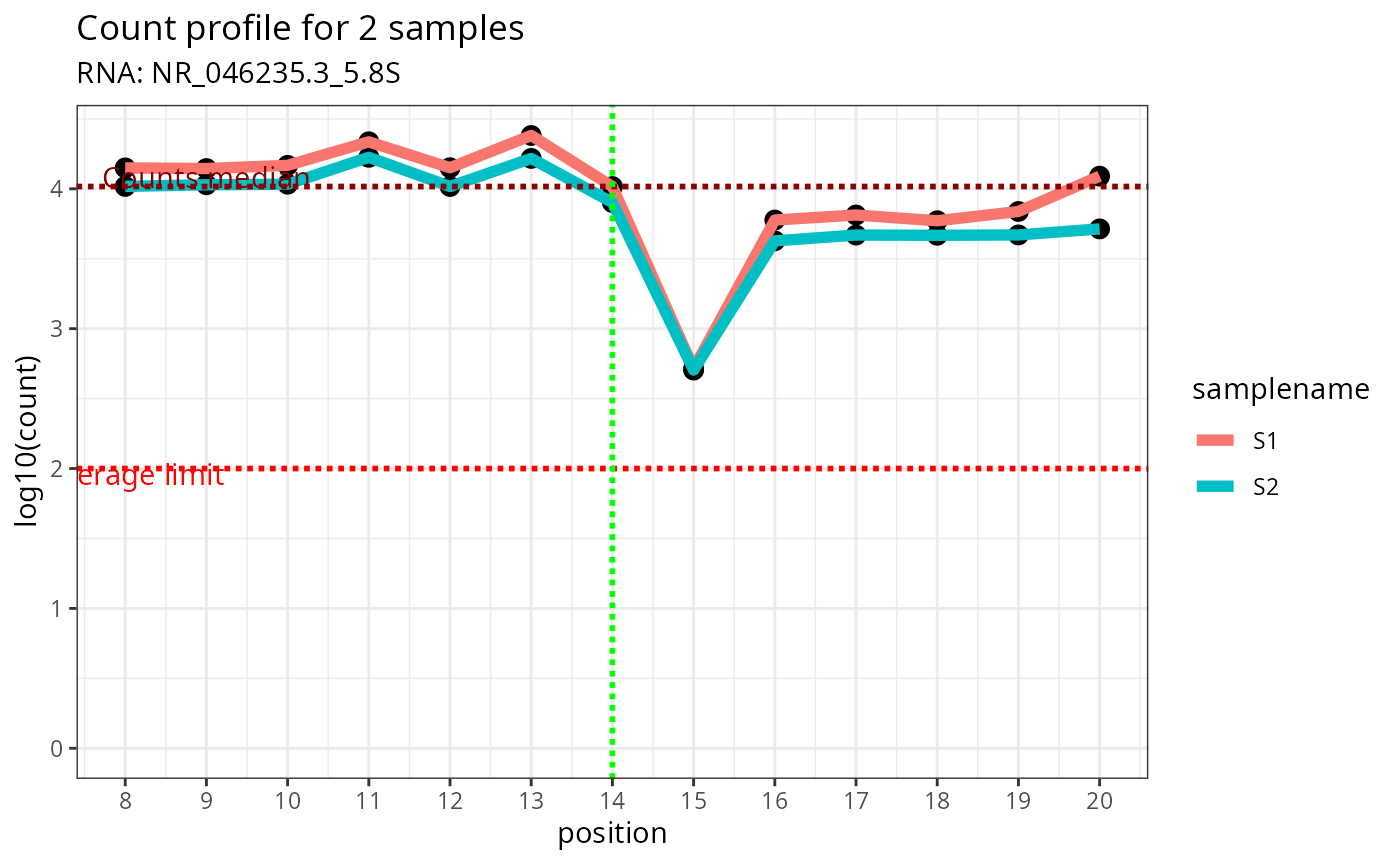 Count profile for 2 samples
RNA: NR_046235.3_5.8S
log10(count)
4
3
2
1
0
Counts median
erage limit
8 9 10 11 12 13 14 15 16 17 18 19 20
position
samplename
S1
S2